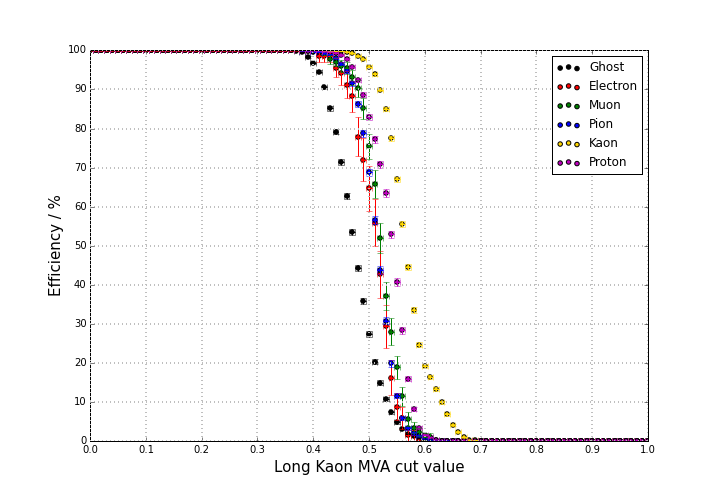 100
90
80
70
60
50
40
30
20
10
0
Efficiency / %
Ghost
Electron
Muon
Pion
Kaon
Proton
0.0 0.1 0.2 0.3 0.4 0.5 0.6 0.7 0.8 0.9 1.0
Long Kaon MVA cut value